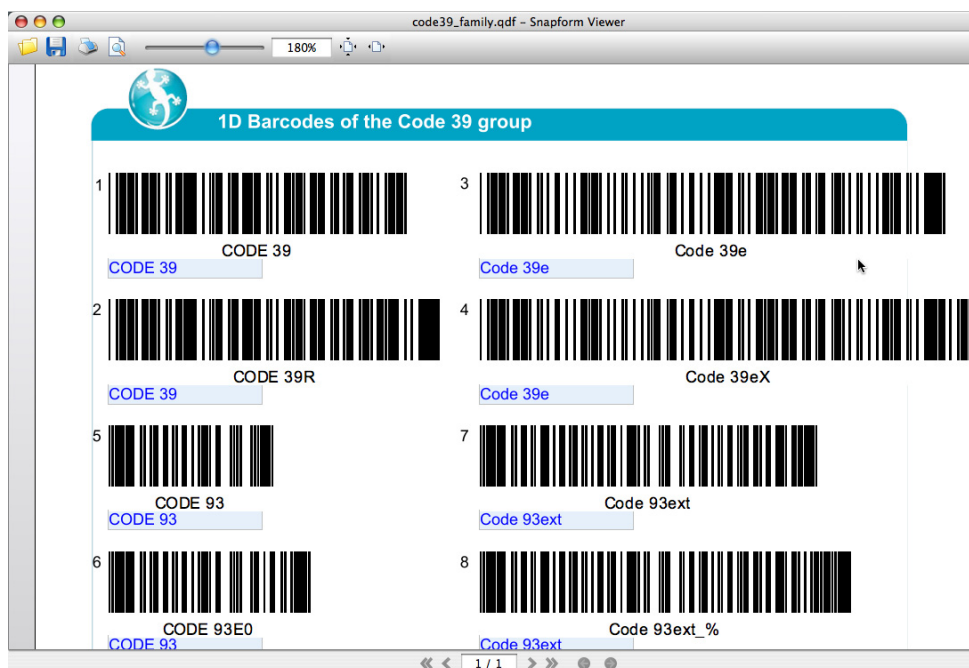 code39_family.qdf – Snapform Viewer
180%
1D Barcodes of the Code 39 group
1
CODE 39
CODE 39
3
Code 39e
Code 39e
2
CODE 39R
CODE 39
4
Code 39eX
Code 39e
5
CODE 93
CODE 93
7
Code 93ext
Code 93ext
6
CODE 93E0
CODE 93
8
Code 93ext_%
Code 93ext
1 / 1